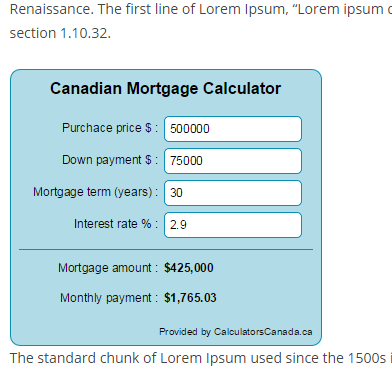 Renaissance. The first line of Lorem Ipsum, “Lorem ipsum
section 1.10.32.
Canadian Mortgage Calculator
Purchace price $ : 500000
Down payment $ : 75000
Mortgage term (years) : 30
Interest rate % : 2.9
Mortgage amount : $425,000
Monthly payment : $1,765.03
Provided by CalculatorsCanada.ca
The standard chunk of Lorem Ipsum used since the 1500s